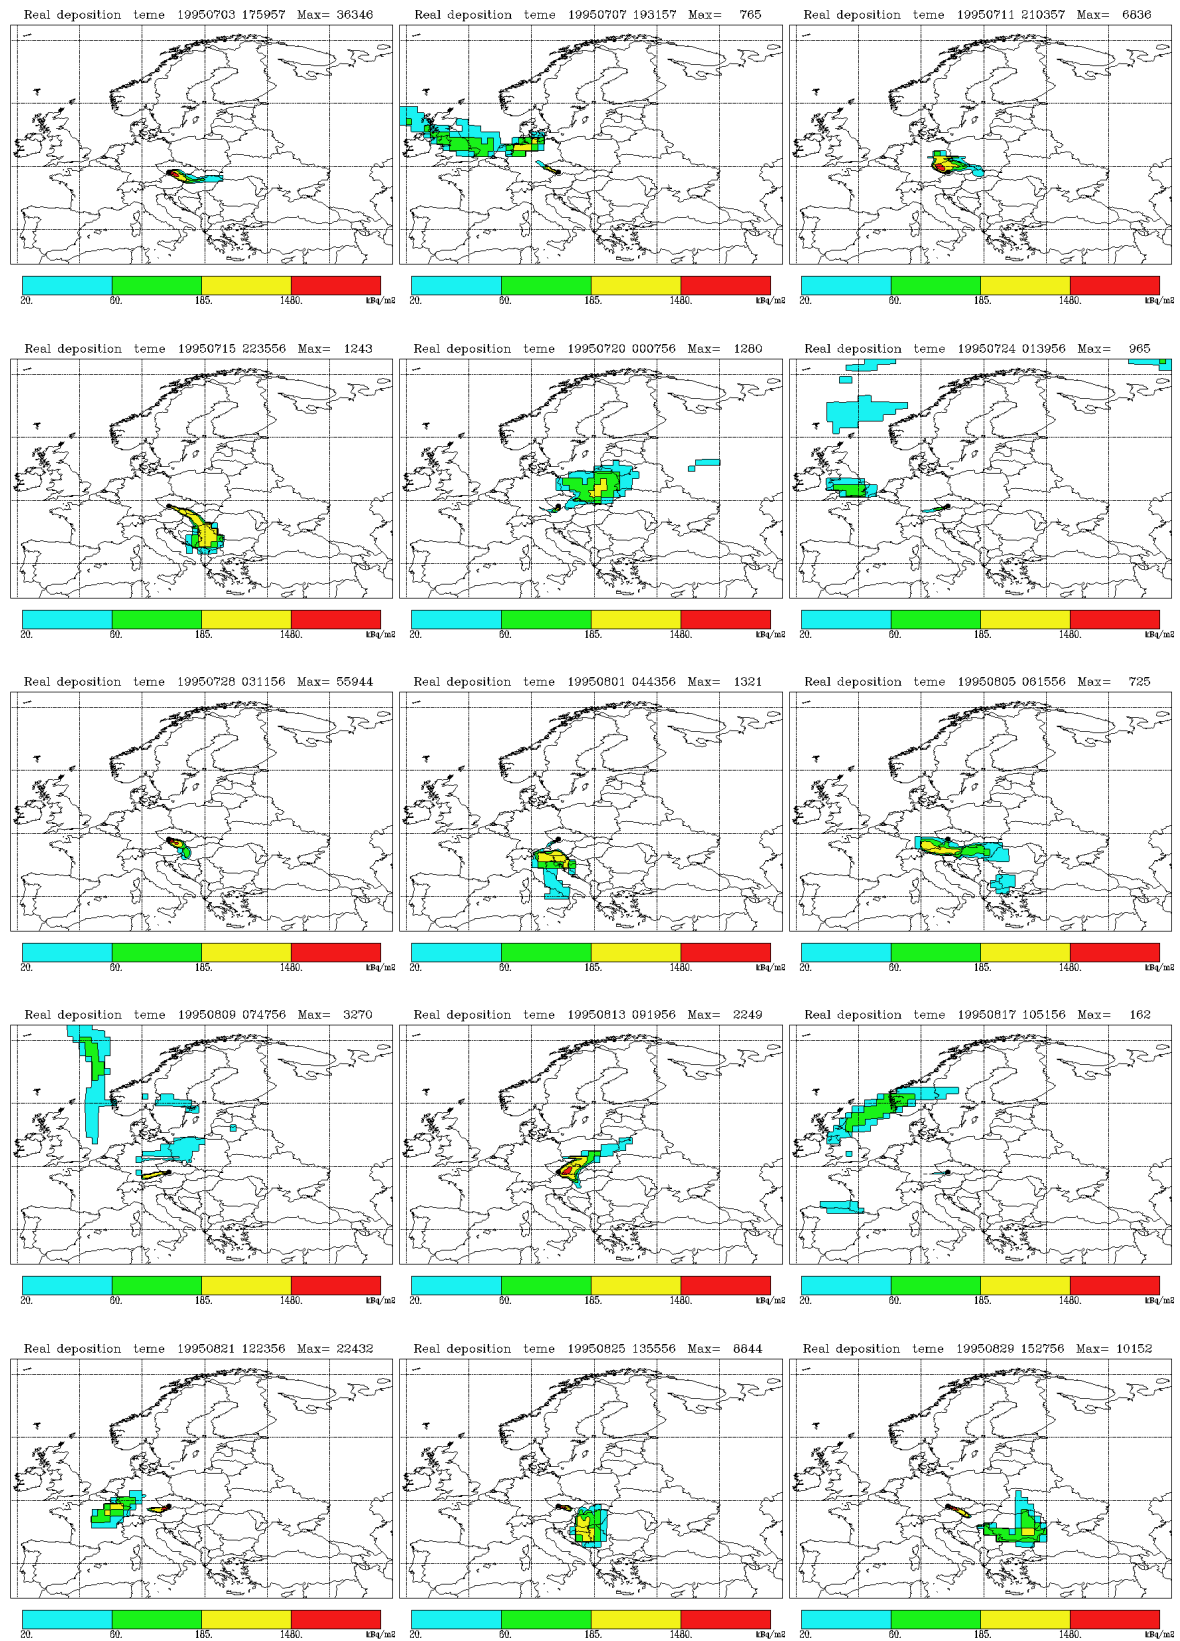 Real deposition teme 19950703 175957 Max= 36346
Real deposition teme 19950707 193157 Max= 765
Real deposition teme 19950711 210357 Max= 6836
20. 60. 185. 1480. kBq/m2
20. 60. 185. 1480. kBq/m2
20. 60. 185. 1480. kBq/m2
Real deposition teme 19950715 223556 Max= 1243
Real deposition teme 19950720 000756 Max= 1280
Real deposition teme 19950724 013956 Max= 965
20. 60. 185. 1480. kBq/m2
20. 60. 185. 1480. kBq/m2
20. 60. 185. 1480. kBq/m2
Real deposition teme 19950728 031156 Max= 55944
Real deposition teme 19950801 044356 Max= 1321
Real deposition teme 19950805 061556 Max= 725
20. 60. 185. 1480. kBq/m2
20. 60. 185. 1480. kBq/m2
20. 60. 185. 1480. kBq/m2
Real deposition teme 19950809 074756 Max= 3270
Real deposition teme 19950813 091956 Max= 2249
Real deposition teme 19950817 105156 Max= 162
20. 60. 185. 1480. kBq/m2
20. 60. 185. 1480. kBq/m2
20. 60. 185. 1480. kBq/m2
Real deposition teme 19950821 122356 Max= 22432
Real deposition teme 19950825 135556 Max= 8844
Real deposition teme 19950829 152756 Max= 10152
20. 60. 185. 1480. kBq/m2
20. 60. 185. 1480. kBq/m2
20. 60. 185. 1480. kBq/m2